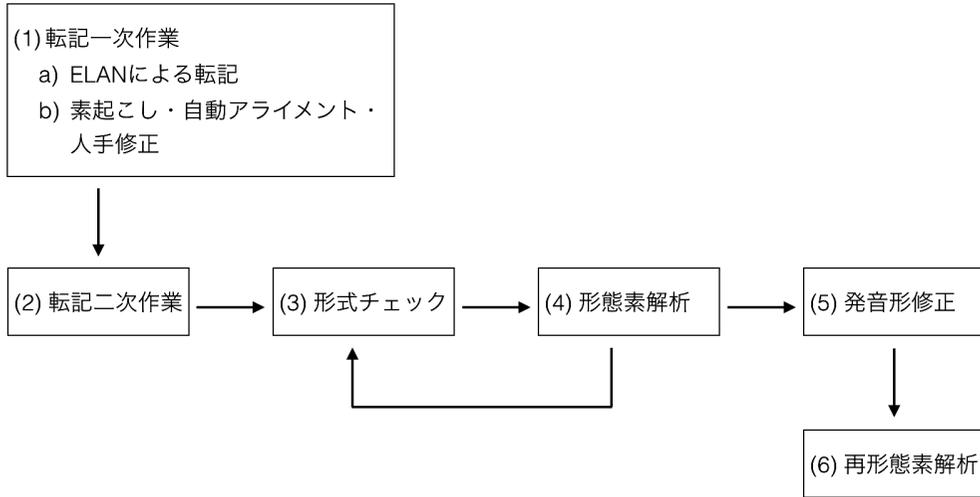 (1) 転記一次作業
a) ELANによる転記
b) 素起こし・自動アライメント・
人手修正
(2) 転記二次作業
(3) 形式チェック
(4) 形態素解析
(5) 発音形修正
(6) 再形態素解析